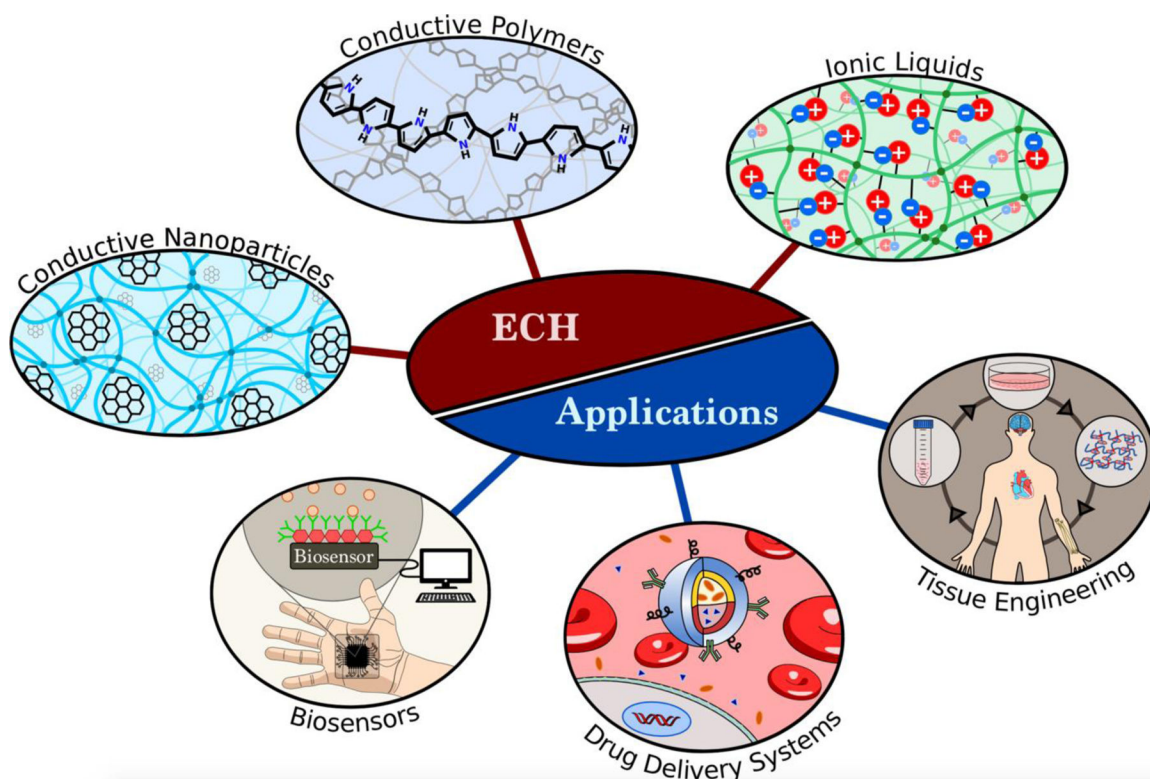 Conductive Polymers
Ionic Liquids
Conductive Nanoparticles
ECH
Applications
Biosensor
Biosensors
Drug Delivery Systems
Tissue Engineering
H
N
N
H
H
N
N
H
H
N
N
H
H
N